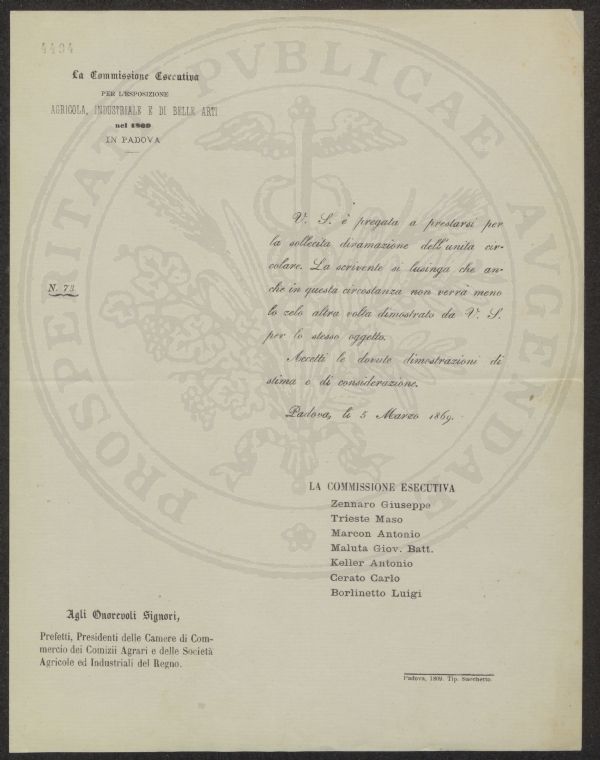 4494
La Commissione Esecutiva
PER L'ESPOSIZIONE
AGRICOLA, INDUSTRIALE E DI BELLE ARTI
nel 1869
IN PADOVA
PROSPERITATI PVBLICAE AVGENDAE
V. S. è pregata a prestarsi per
la sollecita diramazione dell'unita cir-
colare. La scrivente si lusinga che an-
che in questa circostanza non verrà meno
lo zelo altra volta dimostrato da V. S.
per lo stesso oggetto.
Accetti le dovute dimostrazioni di
stima e di considerazione.
Padova, li 5 Marzo 1869.
N. 73
LA COMMISSIONE ESECUTIVA
Zennaro Giuseppe
Trieste Maso
Marcon Antonio
Maluta Giov. Batt.
Keller Antonio
Cerato Carlo
Borlinetto Luigi
Agli Onorevoli Signori,
Prefetti, Presidenti delle Camere di Com-
mercio dei Comizii Agrari e delle Società
Agricole ed Industriali del Regno.
Padova, 1869. Tip. Sacchetto.